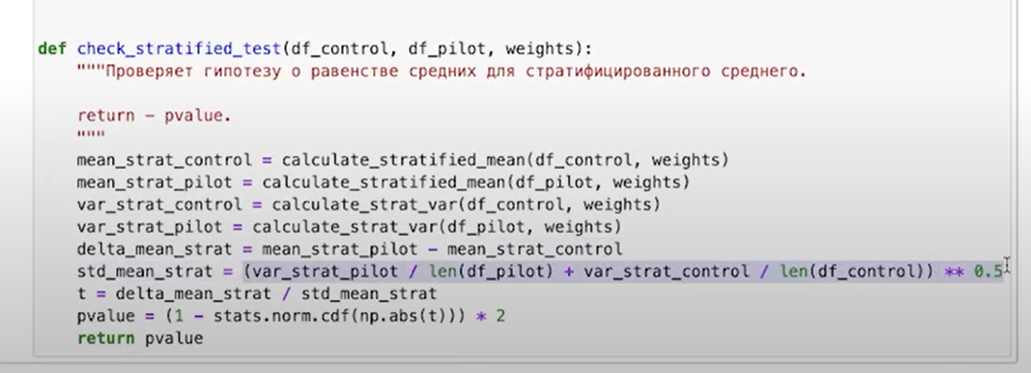 def check_stratified_test(df_control, df_pilot, weights):
"""Проверяет гипотезу о равенстве средних для стратифицированного среднего.
return – pvalue.
"""
mean_strat_control = calculate_stratified_mean(df_control, weights)
mean_strat_pilot = calculate_stratified_mean(df_pilot, weights)
var_strat_control = calculate_strat_var(df_control, weights)
var_strat_pilot = calculate_strat_var(df_pilot, weights)
delta_mean_strat = mean_strat_pilot - mean_strat_control
std_mean_strat = (var_strat_pilot / len(df_pilot) + var_strat_control / len(df_control)) ** 0.5
t = delta_mean_strat / std_mean_strat
pvalue = (1 - stats.norm.cdf(np.abs(t))) * 2
return pvalue